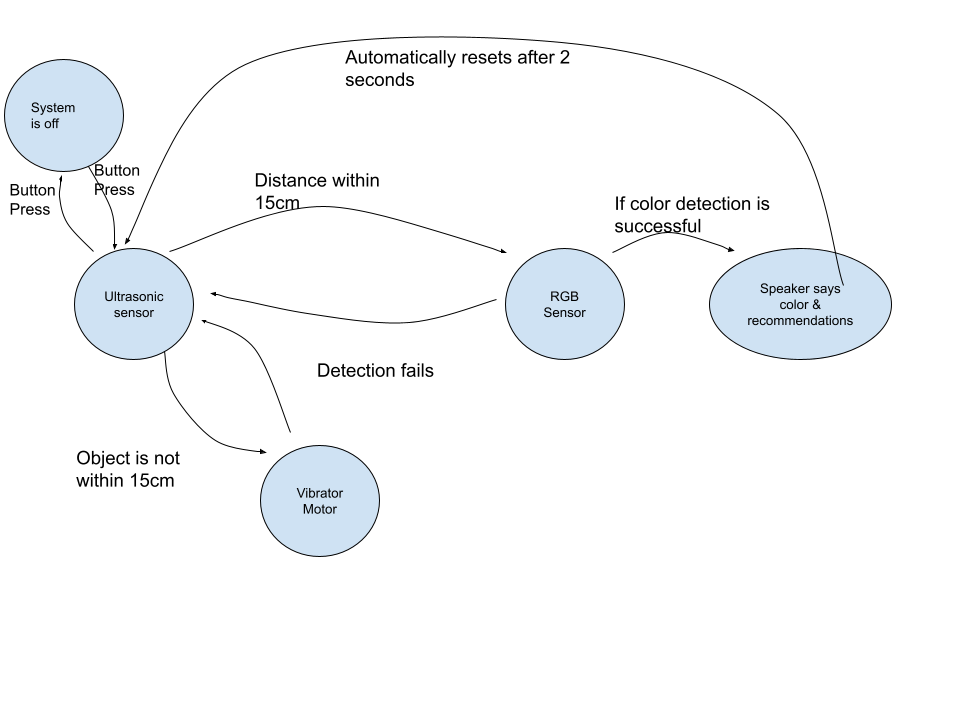 Automatically resets after 2
seconds
System
is off
Button
Press
Button
Press
Distance within
15cm
If color detection is
successful
Ultrasonic
sensor
RGB
Sensor
Speaker says
color &
recommendations
Detection fails
Object is not
within 15cm
Vibrator
Motor